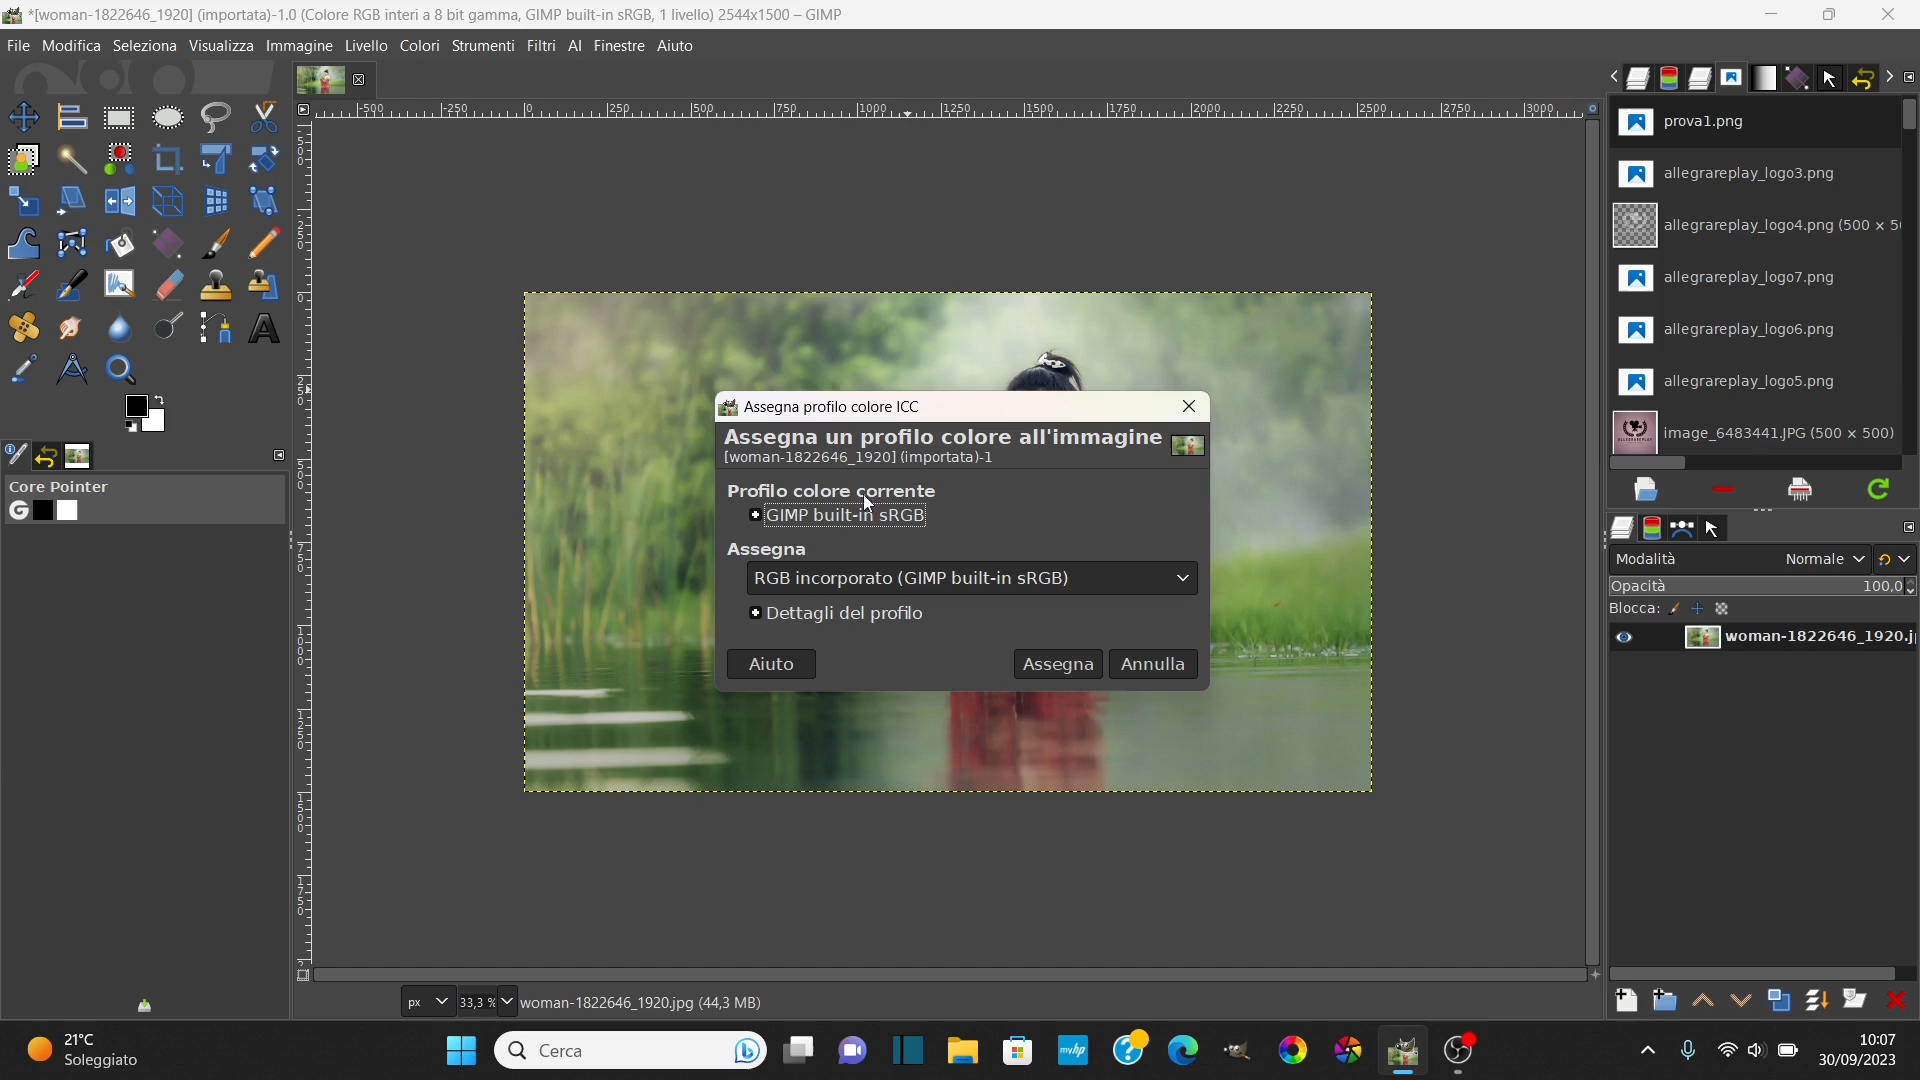 *[woman-1822646_1920] (importata)-1.0 (Colore RGB interi a 8 bit gamma, GIMP built-in sRGB, 1 livello) 2544x1500 – GIMP
File Modifica Seleziona Visualizza Immagine Livello Colori Strumenti Filtri AI Finestre Aiuto
-500 -250 0 250 500 750 1000 1250 1500 1750 2000 2250 2500 2750 3000
prova1.png
allegrareplay_logo3.png
allegrareplay_logo4.png (500 × 5
allegrareplay_logo7.png
allegrareplay_logo6.png
allegrareplay_logo5.png
image_6483441.JPG (500 × 500)
Core Pointer
Assegna profilo colore ICC
Assegna un profilo colore all'immagine
[woman-1822646_1920] (importata)-1
Profilo colore corrente
GIMP built-in sRGB
Assegna
RGB incorporato (GIMP built-in sRGB)
Dettagli del profilo
Aiuto Assegna Annulla
Modalità Normale
Opacità 100,0
Blocca:
woman-1822646_1920.j
px 33,3 % woman-1822646_1920.jpg (44,3 MB)
21°C
Soleggiato
Cerca
myhp
10:07
30/09/2023